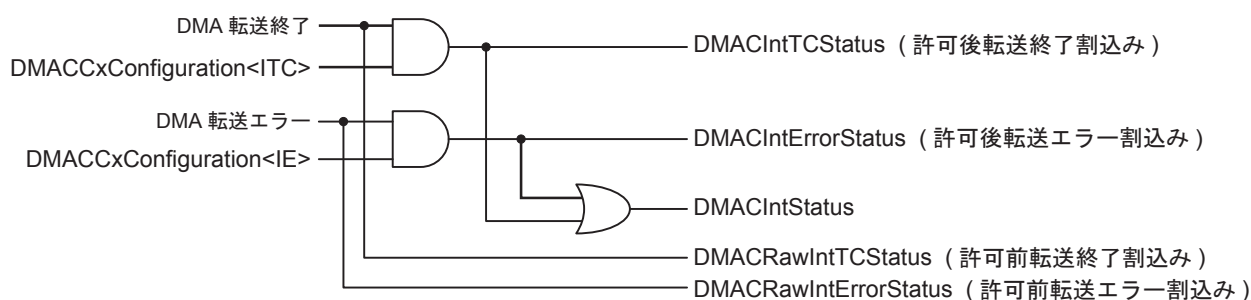 DMA 転送終了
DMACCxConfiguration<ITC>
DMA 転送エラー
DMACCxConfiguration<IE>
DMACIntTCStatus ( 許可後転送終了割込み )
DMACIntErrorStatus ( 許可後転送エラー割込み )
DMACIntStatus
DMACRawIntTCStatus ( 許可前転送終了割込み )
DMACRawIntErrorStatus ( 許可前転送エラー割込み )